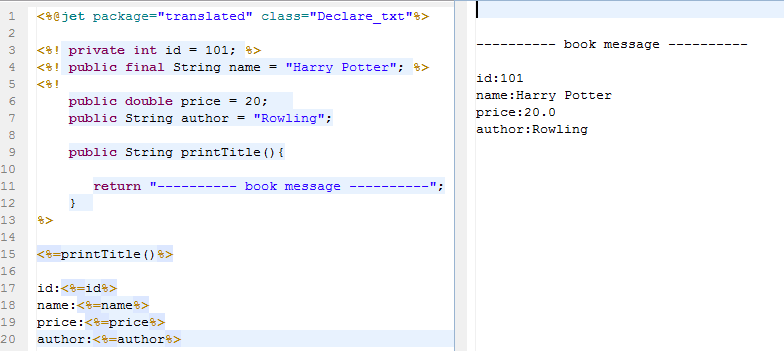 1 <%@jet package="translated" class="Declare_txt"%>
2
3 <%! private int id = 101; %>
4 <%! public final String name = "Harry Potter"; %>
5 <%!
6 public double price = 20;
7 public String author = "Rowling";
8
9 public String printTitle(){
10
11 return "---------- book message ----------";
12 }
13 %>
14
15 <%=printTitle()%>
16
17 id:<%=id%>
18 name:<%=name%>
19 price:<%=price%>
20 author:<%=author%>
---------- book message ----------
id:101
name:Harry Potter
price:20.0
author:Rowling